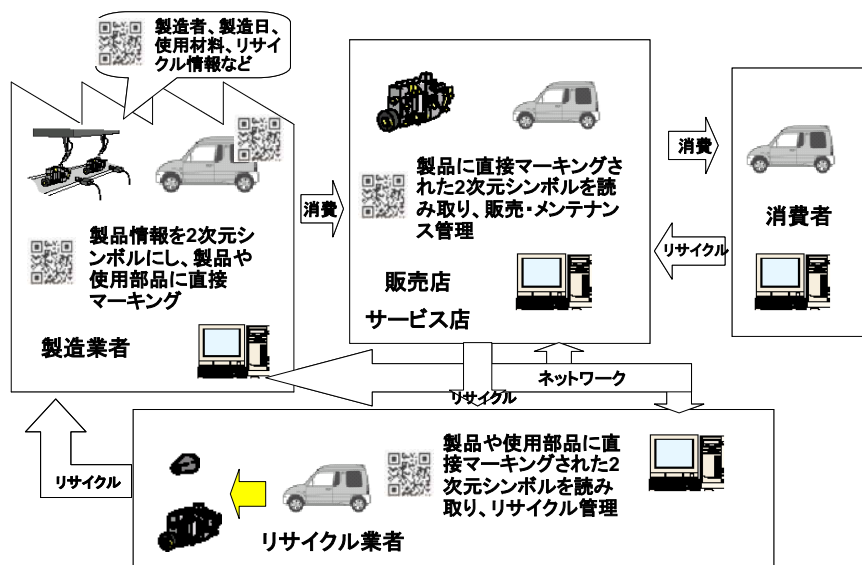 製造者、製造日、
使用材料、リサイ
クル情報など
製品情報を2次元シ
ンボルにし、製品や
使用部品に直接
マーキング
製造業者
消費
製品に直接マーキングさ
れた2次元シンボルを読
み取り、販売・メンテナン
ス管理
販売店
サービス店
消費
リサイクル
消費者
ネットワーク
リサイクル
リサイクル
製品や使用部品に直
接マーキングされた2
次元シンボルを読み
取り、リサイクル管理
リサイクル業者